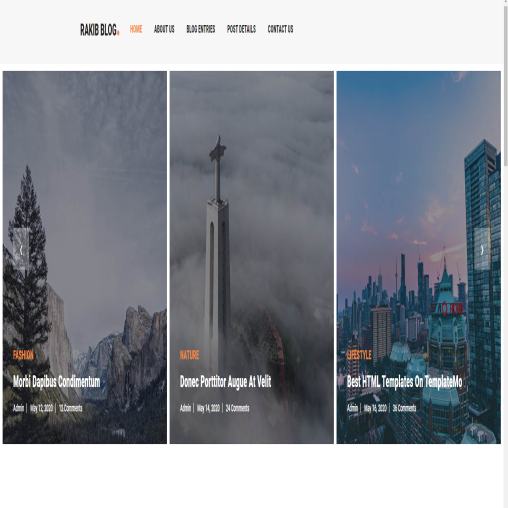 RAKIB BLOG.
HOME ABOUT US BLOG ENTRIES POST DETAILS CONTACT US
FASHION
Morbi Dapibus Condimentum
Admin | May 12, 2020 | 12 Comments
NATURE
Donec Porttitor Augue At Velit
Admin | May 14, 2020 | 24 Comments
LIFESTYLE
Best HTML Templates On TemplateMo
Admin | May 16, 2020 | 36 Comments